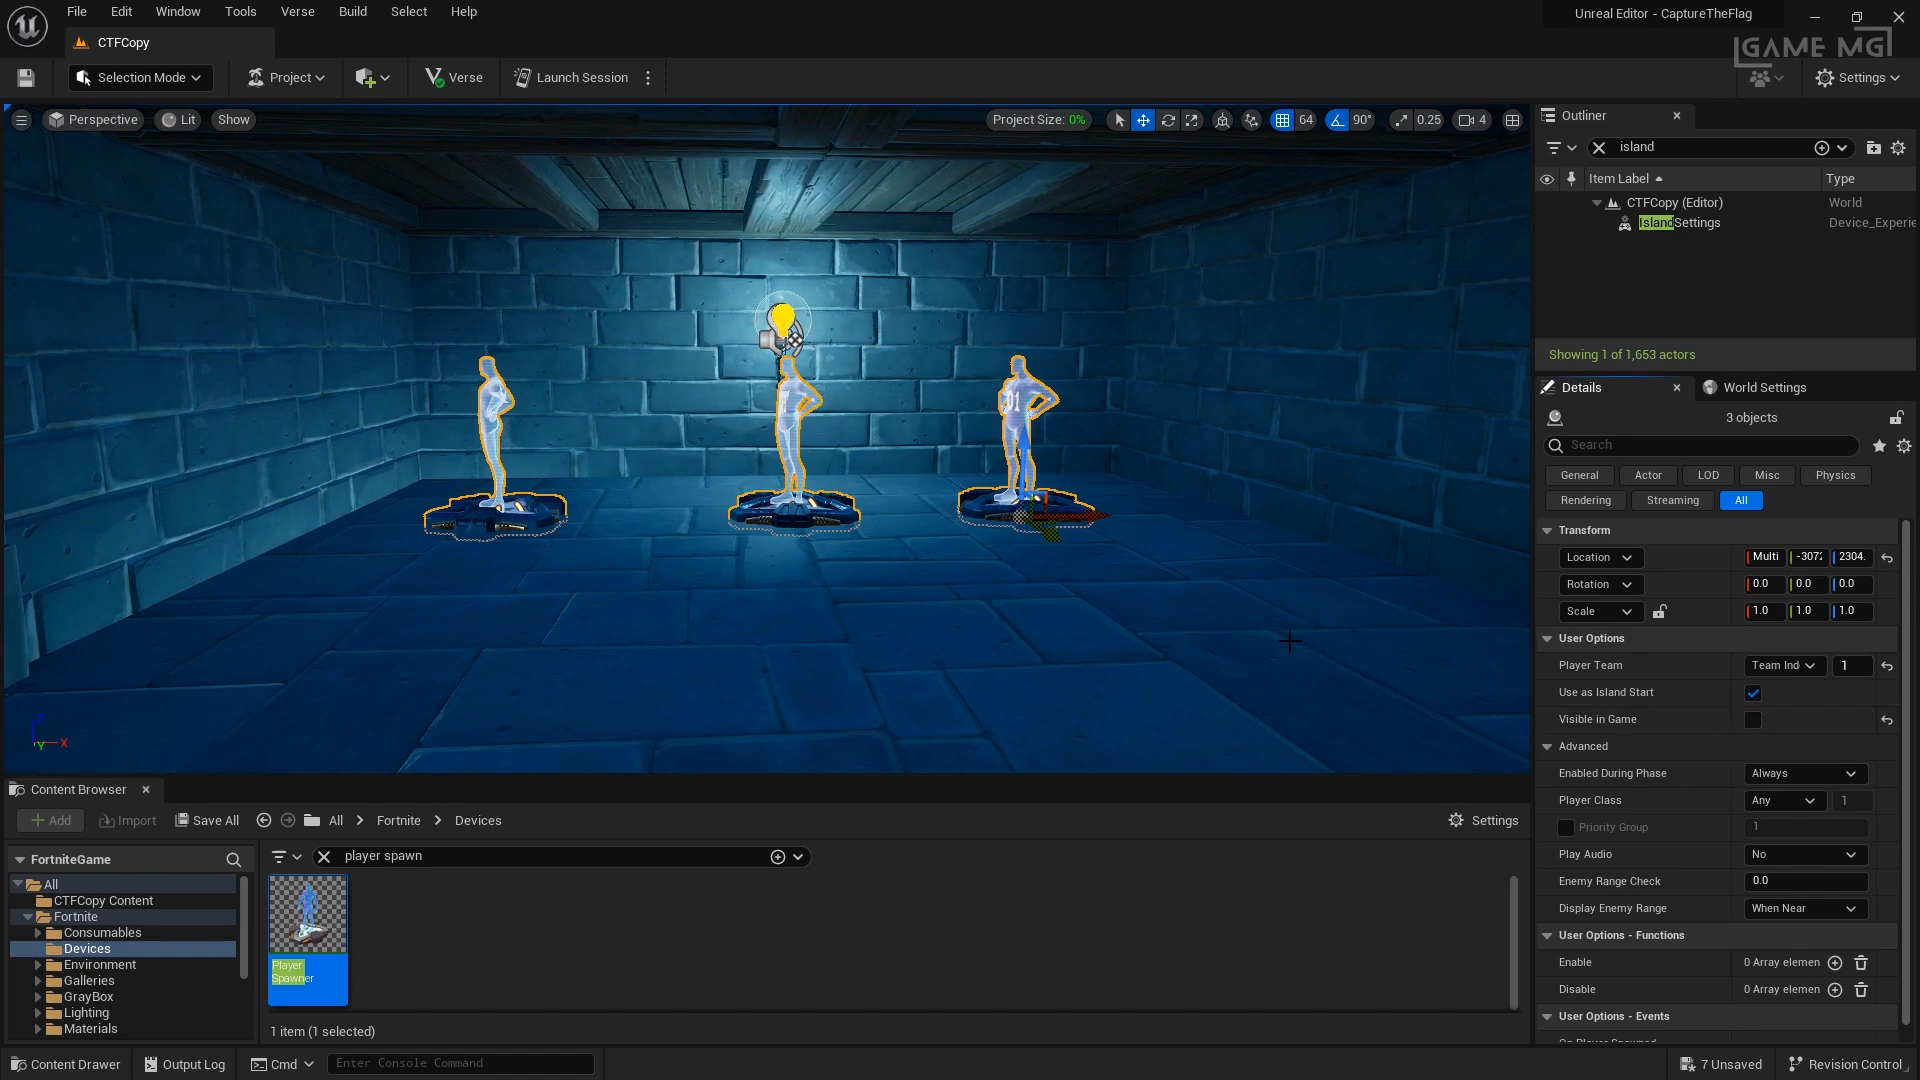 File Edit Window Tools Verse Build Select Help
Unreal Editor - CaptureTheFlag
CTFCopy
GAME MG
Selection Mode
Project
Verse
Launch Session
Settings
Perspective Lit Show
Project Size: 0%
64 90° 0.25 4
01
X
Y
Z
Outliner
island
Item Label Type
CTFCopy (Editor) World
IslandSettings Device_Experie
Showing 1 of 1,653 actors
Details World Settings
3 objects
Search
General Actor LOD Misc Physics
Rendering Streaming All
Transform
Location Multi -3072 2304.
Rotation 0.0 0.0 0.0
Scale 1.0 1.0 1.0
User Options
Player Team Team Ind 1
Use as Island Start
Visible in Game
Advanced
Enabled During Phase Always
Player Class Any 1
Priority Group 1
Play Audio No
Enemy Range Check 0.0
Display Enemy Range When Near
User Options - Functions
Enable 0 Array elemen
Disable 0 Array elemen
User Options - Events
Content Browser
Add Import Save All All Fortnite Devices Settings
FortniteGame
All
CTFCopy Content
Fortnite
Consumables
Devices
Environment
Galleries
GrayBox
Lighting
Materials
player spawn
Player
Spawner
1 item (1 selected)
Content Drawer Output Log Cmd Enter Console Command
7 Unsaved Revision Control